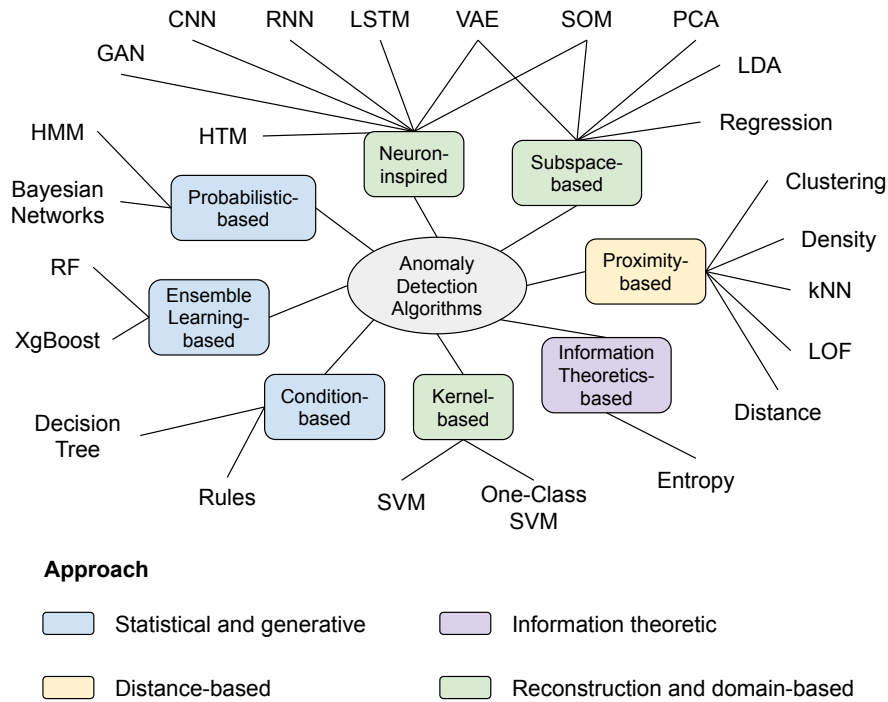 CNN
RNN
LSTM
VAE
SOM
PCA
GAN
LDA
HMM
HTM
Regression
Neuron-
inspired
Subspace-
based
Bayesian
Networks
Probabilistic-
based
Clustering
Density
RF
Ensemble
Learning-
based
Anomaly
Detection
Algorithms
Proximity-
based
kNN
XgBoost
LOF
Information
Theoretics-
based
Condition-
based
Kernel-
based
Distance
Decision
Tree
Rules
SVM
One-Class
SVM
Entropy
Approach
Statistical and generative
Information theoretic
Distance-based
Reconstruction and domain-based